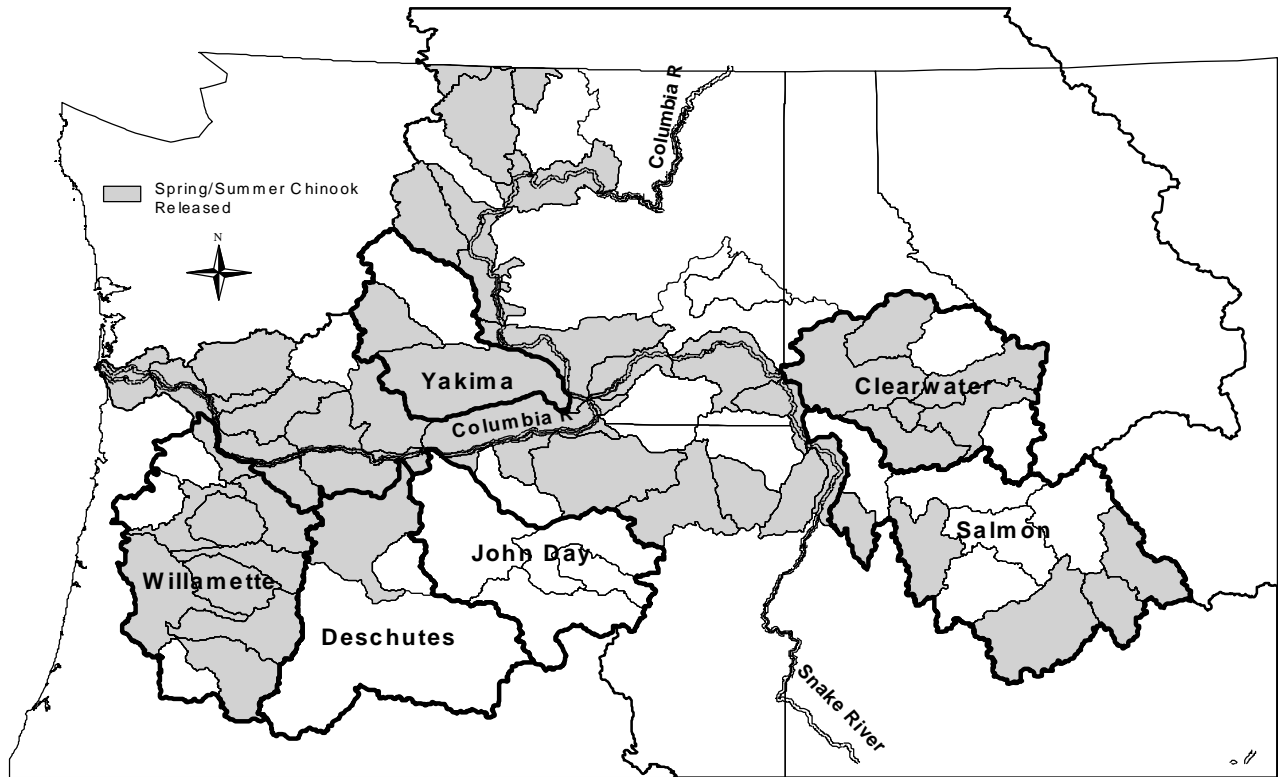 Columbia R
Spring/Summer Chinook
Released
N
Yakima
Clearwater
Columbia R
Salmon
John Day
Willamette
Deschutes
Snake River